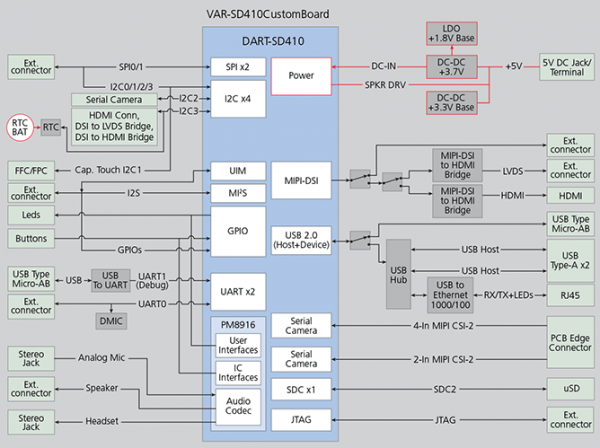 VAR-SD410CustomBoard
DART-SD410
LDO
+1.8V Base
Ext.
connector
SPI0/1
SPI x2
Power
DC-IN
DC-DC
+3.7V
+5V
5V DC Jack/
Terminal
I2C0/1/2/3
SPKR DRV
Serial Camera
I2C2
I2C x4
DC-DC
+3.3V Base
I2C3
HDMI Conn,
DSI to LVDS Bridge,
DSI to HDMI Bridge
RTC
BAT
RTC
Ext.
connector
FFC/FPC
Cap. Touch I2C1
UIM
MIPI-DSI
MIPI-DSI
to HDMI
Bridge
LVDS
Ext.
connector
Ext.
connector
I2S
MI²S
MIPI-DSI
to HDMI
Bridge
HDMI
HDMI
Leds
GPIO
USB 2.0
(Host+Device)
USB Type
Micro-AB
Buttons
GPIOs
USB Host
USB
Type-A x2
USB Host
USB
Hub
USB Type
Micro-AB
USB
USB
To UART
UART1
(Debug)
UART x2
USB to
Ethernet
1000/100
RX/TX+LEDs
RJ45
Ext.
connector
UART0
DMIC
PM8916
Serial
Camera
4-ln MIPI CSI-2
PCB Edge
Connector
User
Interfaces
Stereo
Jack
Analog Mic
IC
Interfaces
Serial
Camera
2-ln MIPI CSI-2
Ext.
connector
Speaker
Audio
Codec
SDC x1
SDC2
uSD
Stereo
Jack
Headset
JTAG
JTAG
Ext.
connector